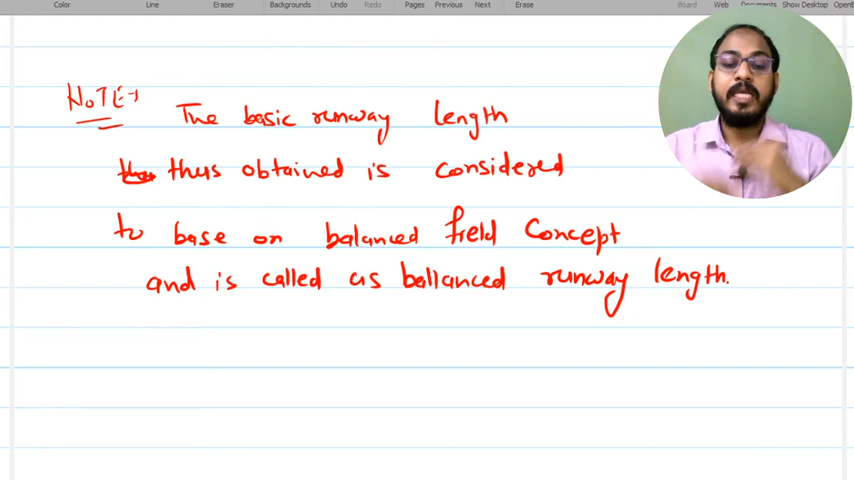 Color Line Eraser Backgrounds Undo Redo Pages Previous Next Erase Board Web Documents Show Desktop
NOTE:-
The basic runway length
thus obtained is considered
to base on balanced field concept
and is called as ballanced runway length.